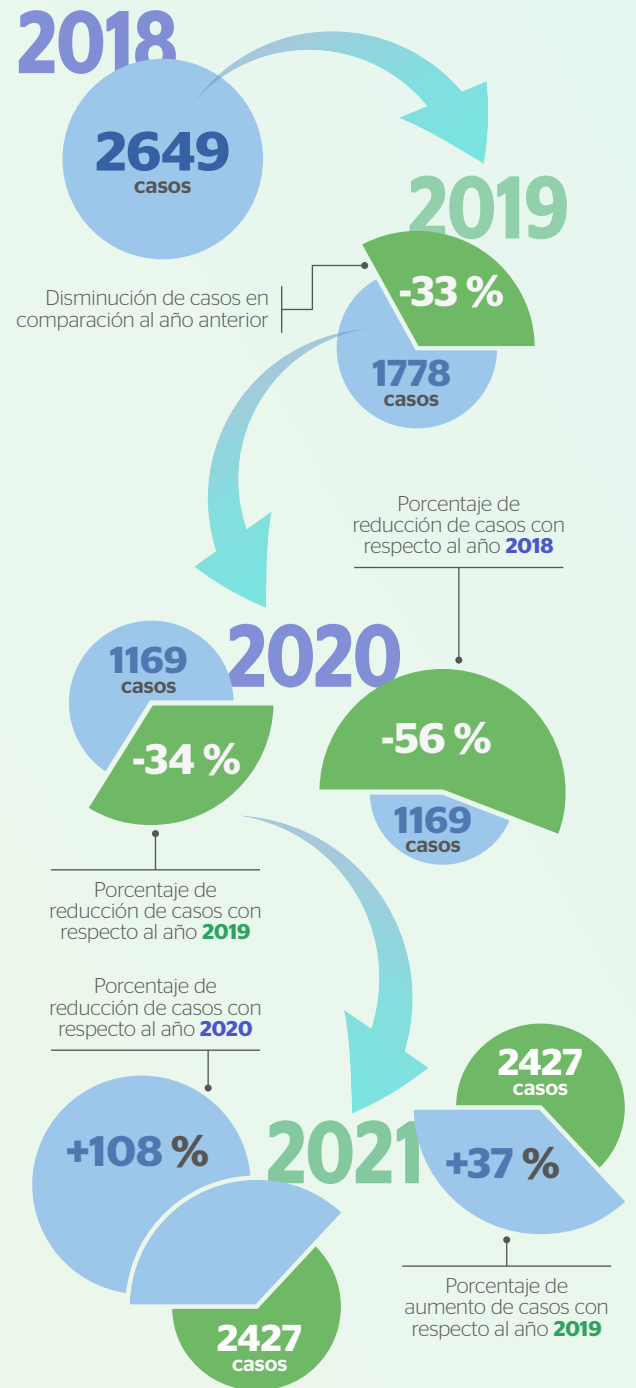 2018
2649
casos
2019
-33 %
Disminución de casos en
comparación al año anterior
1778
casos
Porcentaje de
reducción de casos con
respecto al año 2018
2020
1169
casos
-34 %
-56 %
1169
casos
Porcentaje de
reducción de casos con
respecto al año 2019
Porcentaje de
reducción de casos con
respecto al año 2020
2021
+108 %
2427
casos
2427
casos
+37 %
Porcentaje de
aumento de casos con
respecto al año 2019